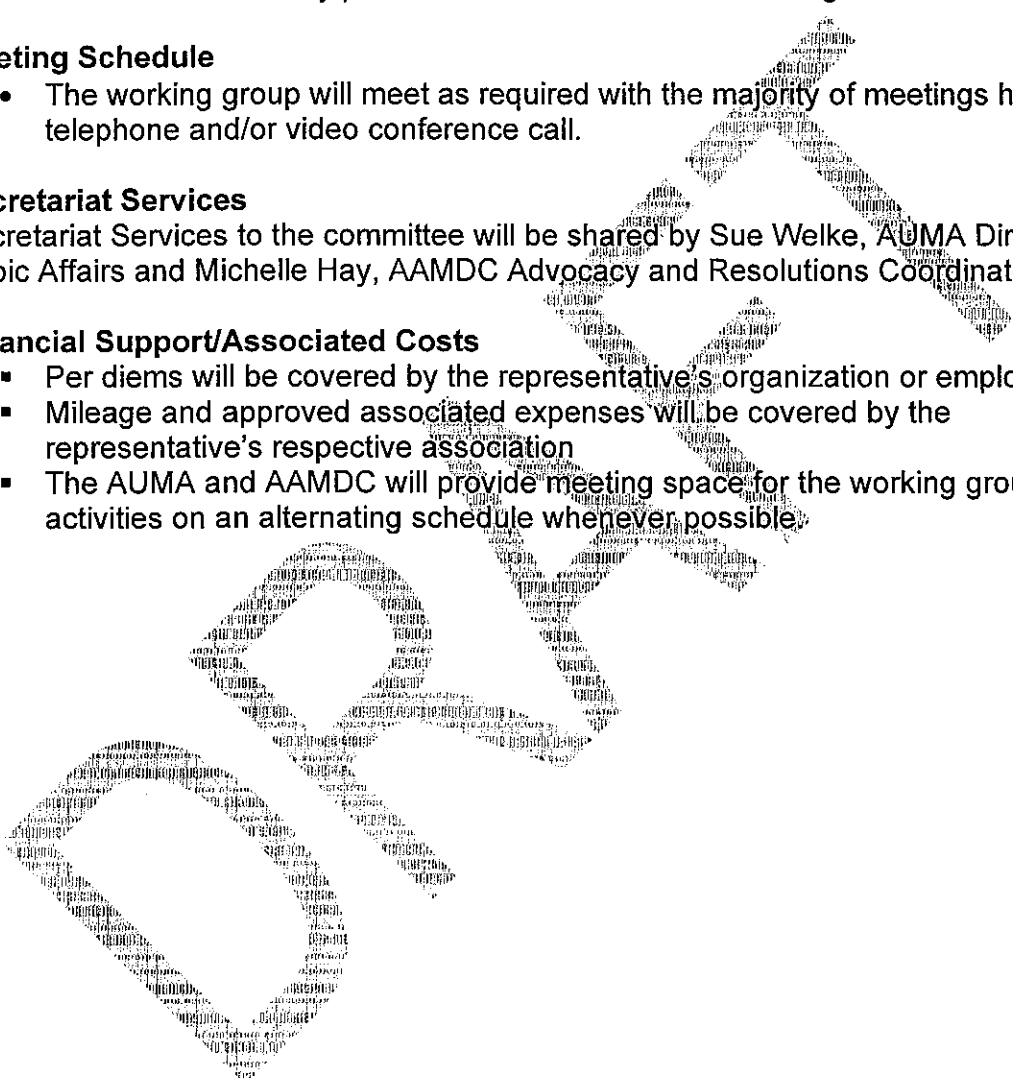 eting Schedule
• The working group will meet as required with the majority of meetings h
telephone and/or video conference call.
cretariat Services
cretariat Services to the committee will be shared by Sue Welke, AUMA Dir
bic Affairs and Michelle Hay, AAMDC Advocacy and Resolutions Coordinat
ancial Support/Associated Costs
▪ Per diems will be covered by the representative's organization or emplo
▪ Mileage and approved associated expenses will be covered by the
representative's respective association
▪ The AUMA and AAMDC will provide meeting space for the working grou
activities on an alternating schedule whenever possible.
DRAFT